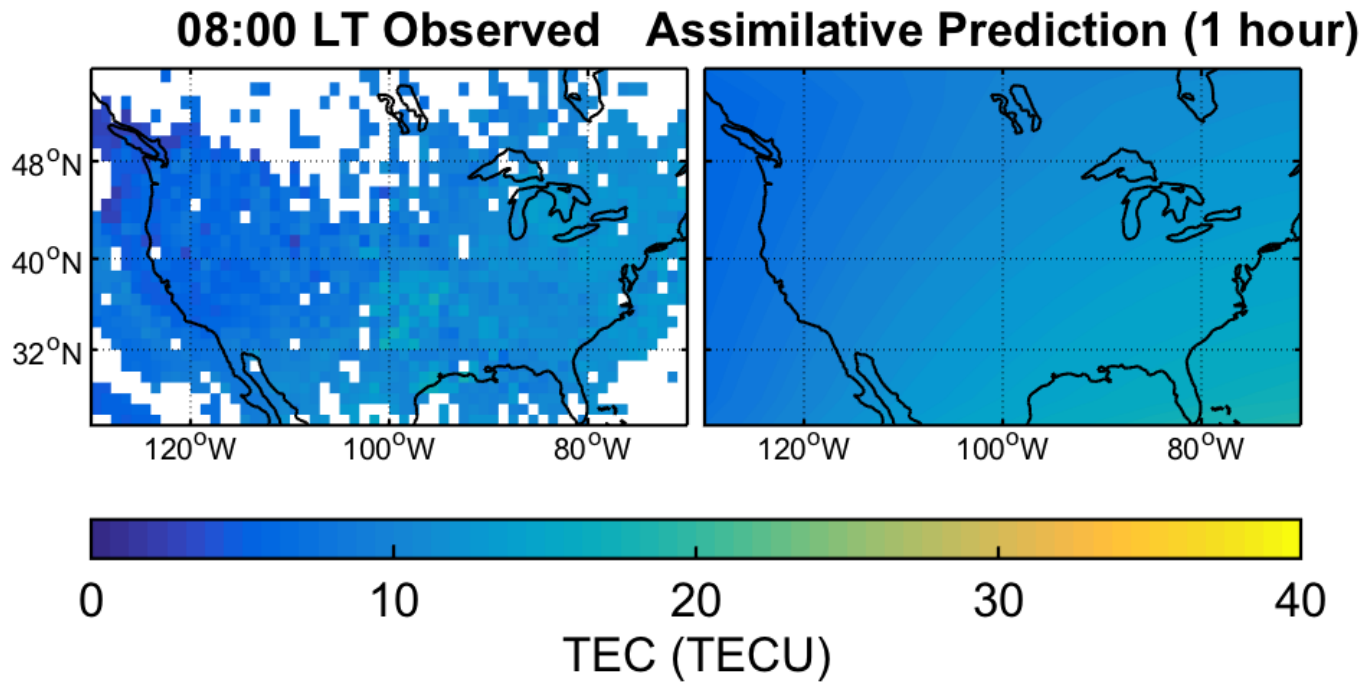 08:00 LT Observed Assimilative Prediction (1 hour)
48°N
40°N
32°N
120°W 100°W 80°W 120°W 100°W 80°W
0 10 20 30 40
TEC (TECU)